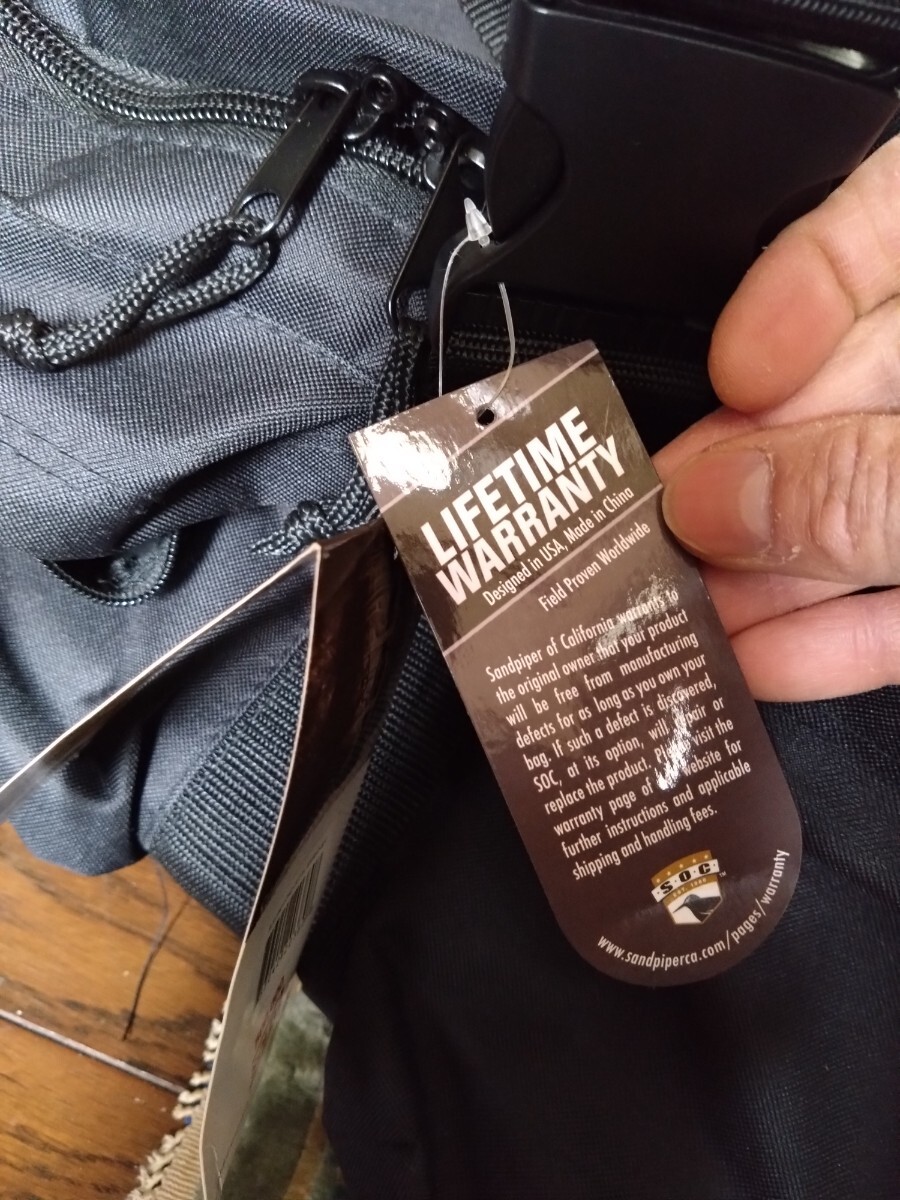 LIFETIME
WARRANTY
Designed in USA, Made in China
Field Proven Worldwide
Sandpiper of California warrants to
the original owner that your product
will be free from manufacturing
defects for as long as you own your
bag. If such a defect is discovered,
SOC, at its option, will repair or
replace the product. Please visit the
warranty page of website for
further instructions and applicable
shipping and handling fees.
S·O·C
TM
www.sandpiperca.com/pages/warranty